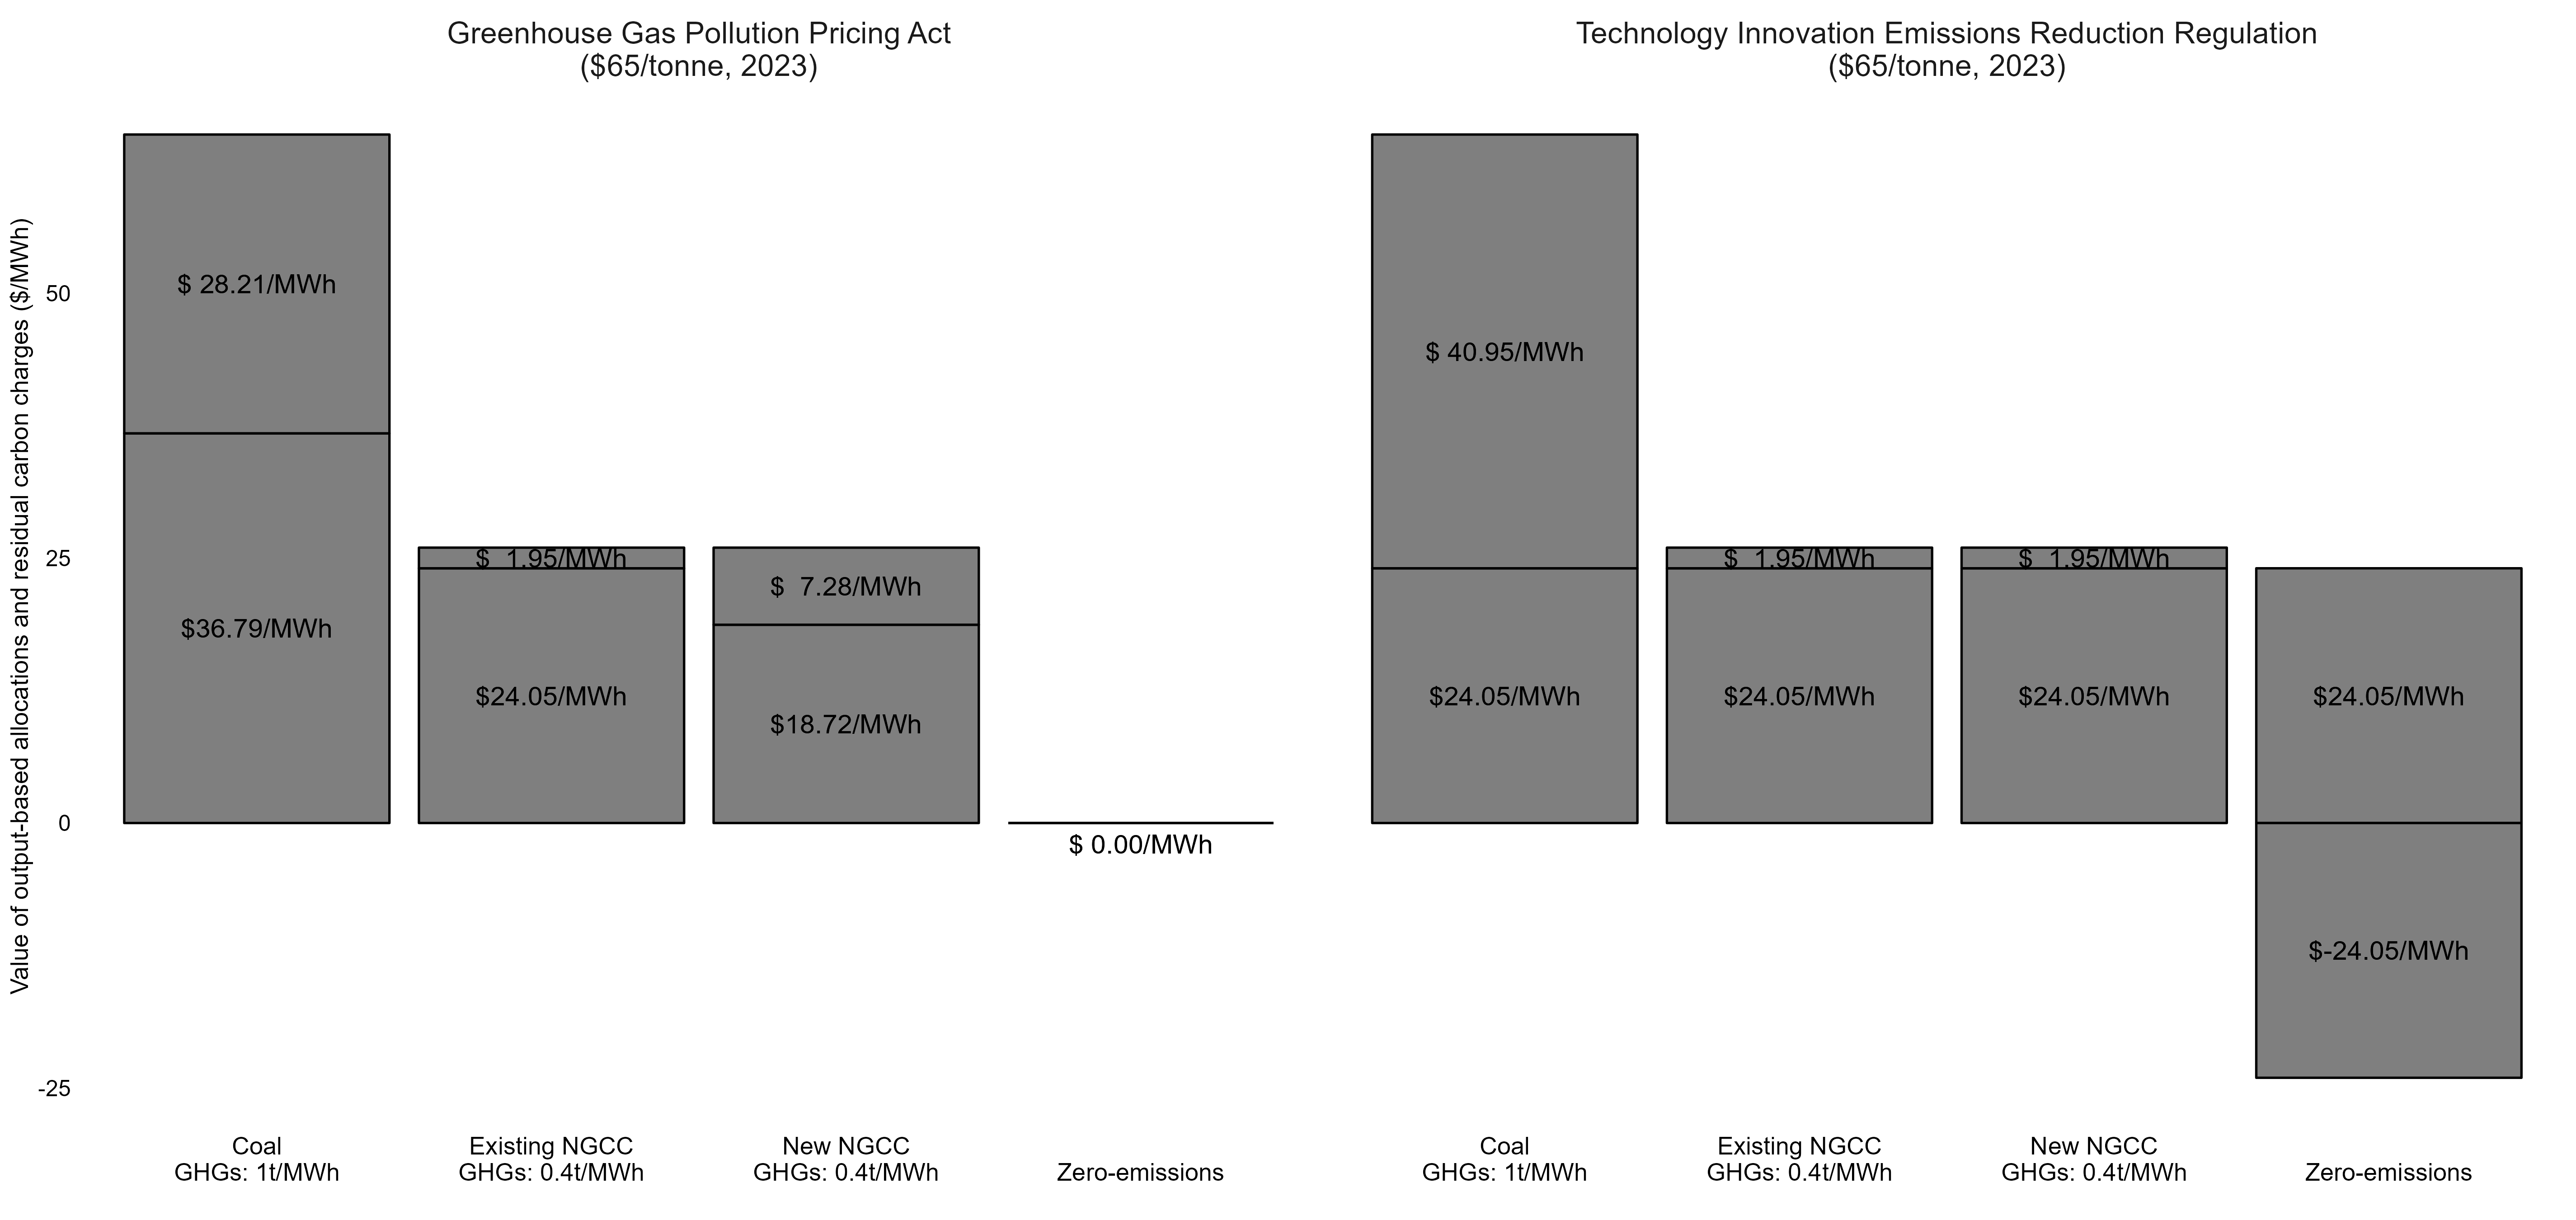 Greenhouse Gas Pollution Pricing Act
($65/tonne, 2023)
Technology Innovation Emissions Reduction Regulation
($65/tonne, 2023)
Value of output-based allocations and residual carbon charges ($/MWh)
50
25
0
-25
$ 28.21/MWh
$36.79/MWh
$  1.95/MWh
$24.05/MWh
$  7.28/MWh
$18.72/MWh
$ 0.00/MWh
$ 40.95/MWh
$24.05/MWh
$  1.95/MWh
$24.05/MWh
$  1.95/MWh
$24.05/MWh
$24.05/MWh
$-24.05/MWh
Coal
GHGs: 1t/MWh
Existing NGCC
GHGs: 0.4t/MWh
New NGCC
GHGs: 0.4t/MWh
Zero-emissions
Coal
GHGs: 1t/MWh
Existing NGCC
GHGs: 0.4t/MWh
New NGCC
GHGs: 0.4t/MWh
Zero-emissions